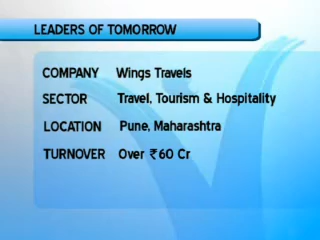 LEADERS OF TOMORROW
COMPANY Wings Travels
SECTOR Travel, Tourism & Hospitality
LOCATION Pune, Maharashtra
TURNOVER Over ₹60 Cr